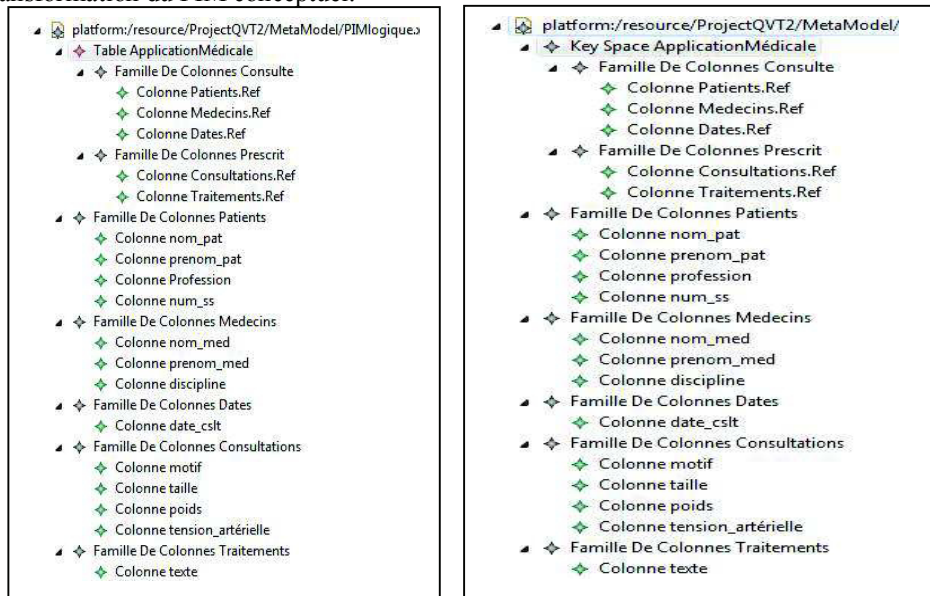 platform:/resource/ProjectQVT2/MetaModel/PIMlogique.
Table ApplicationMédicale
Famille De Colonnes Consulte
Colonne Patients.Ref
Colonne Medecins.Ref
Colonne Dates.Ref
Famille De Colonnes Prescrit
Colonne Consultations.Ref
Colonne Traitements.Ref
Famille De Colonnes Patients
Colonne nom_pat
Colonne prenom_pat
Colonne Profession
Colonne num_ss
Famille De Colonnes Medecins
Colonne nom_med
Colonne prenom_med
Colonne discipline
Famille De Colonnes Dates
Colonne date_cslt
Famille De Colonnes Consultations
Colonne motif
Colonne taille
Colonne poids
Colonne tension_artérielle
Famille De Colonnes Traitements
Colonne texte
platform:/resource/ProjectQVT2/MetaModel/
Key Space ApplicationMédicale
Famille De Colonnes Consulte
Colonne Patients.Ref
Colonne Medecins.Ref
Colonne Dates.Ref
Famille De Colonnes Prescrit
Colonne Consultations.Ref
Colonne Traitements.Ref
Famille De Colonnes Patients
Colonne nom_pat
Colonne prenom_pat
Colonne profession
Colonne num_ss
Famille De Colonnes Medecins
Colonne nom_med
Colonne prenom_med
Colonne discipline
Famille De Colonnes Dates
Colonne date_cslt
Famille De Colonnes Consultations
Colonne motif
Colonne taille
Colonne poids
Colonne tension_artérielle
Famille De Colonnes Traitements
Colonne texte